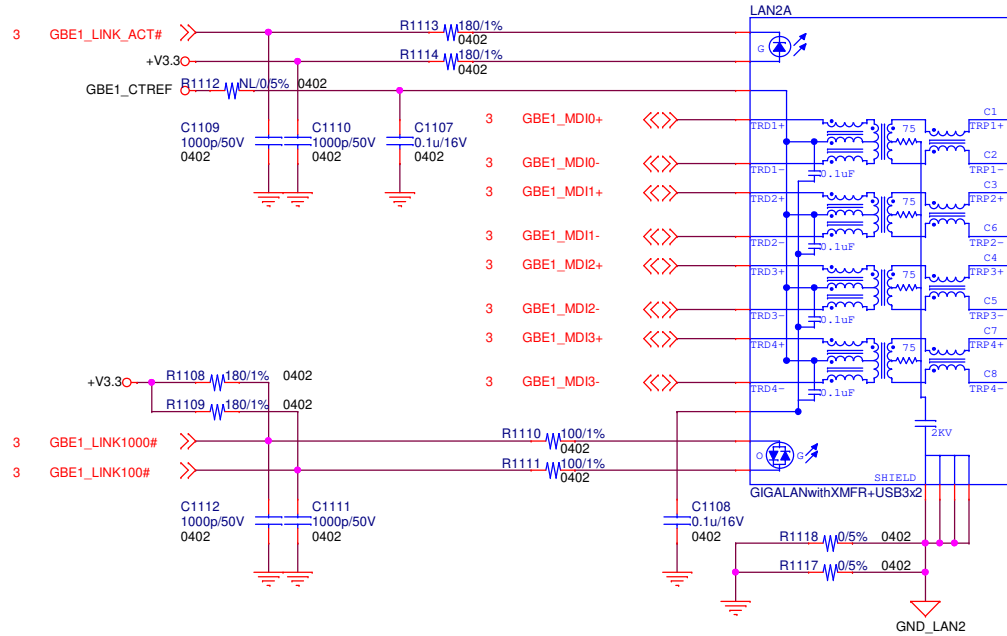 LAN2A
3 GBE1_LINK_ACT# R1113 180/1% 0402
+V3.3 R1114 180/1% 0402
G
GBE1_CTREF R1112 NL/0/5% 0402
C1109 1000p/50V 0402
C1110 1000p/50V 0402
C1107 0.1u/16V 0402
3 GBE1_MDI0+ TRD1+ 75 C1 TRP1+
3 GBE1_MDI0- TRD1- 0.1uF C2 TRP1-
3 GBE1_MDI1+ TRD2+ 75 C3 TRP2+
3 GBE1_MDI1- TRD2- 0.1uF C6 TRP2-
3 GBE1_MDI2+ TRD3+ 75 C4 TRP3+
3 GBE1_MDI2- TRD3- 0.1uF C5 TRP3-
3 GBE1_MDI3+ TRD4+ 75 C7 TRP4+
3 GBE1_MDI3- TRD4- 0.1uF C8 TRP4-
+V3.3 R1108 180/1% 0402
R1109 180/1% 0402
2KV
3 GBE1_LINK1000# R1110 100/1% 0402
3 GBE1_LINK100# R1111 100/1% 0402
O G
SHIELD
GIGALANwithXMFR+USB3x2
C1112 1000p/50V 0402
C1111 1000p/50V 0402
C1108 0.1u/16V 0402
R1118 0/5% 0402
R1117 0/5% 0402
GND_LAN2